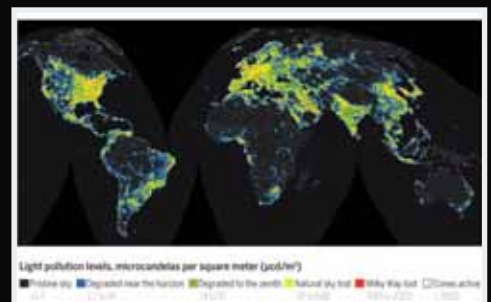 Light pollution levels, microcandelas per square meter (μcd/m²)
Pristine sky Degraded near the horizon Degraded to the zenith Natural sky lost Milky Way lost Cones active